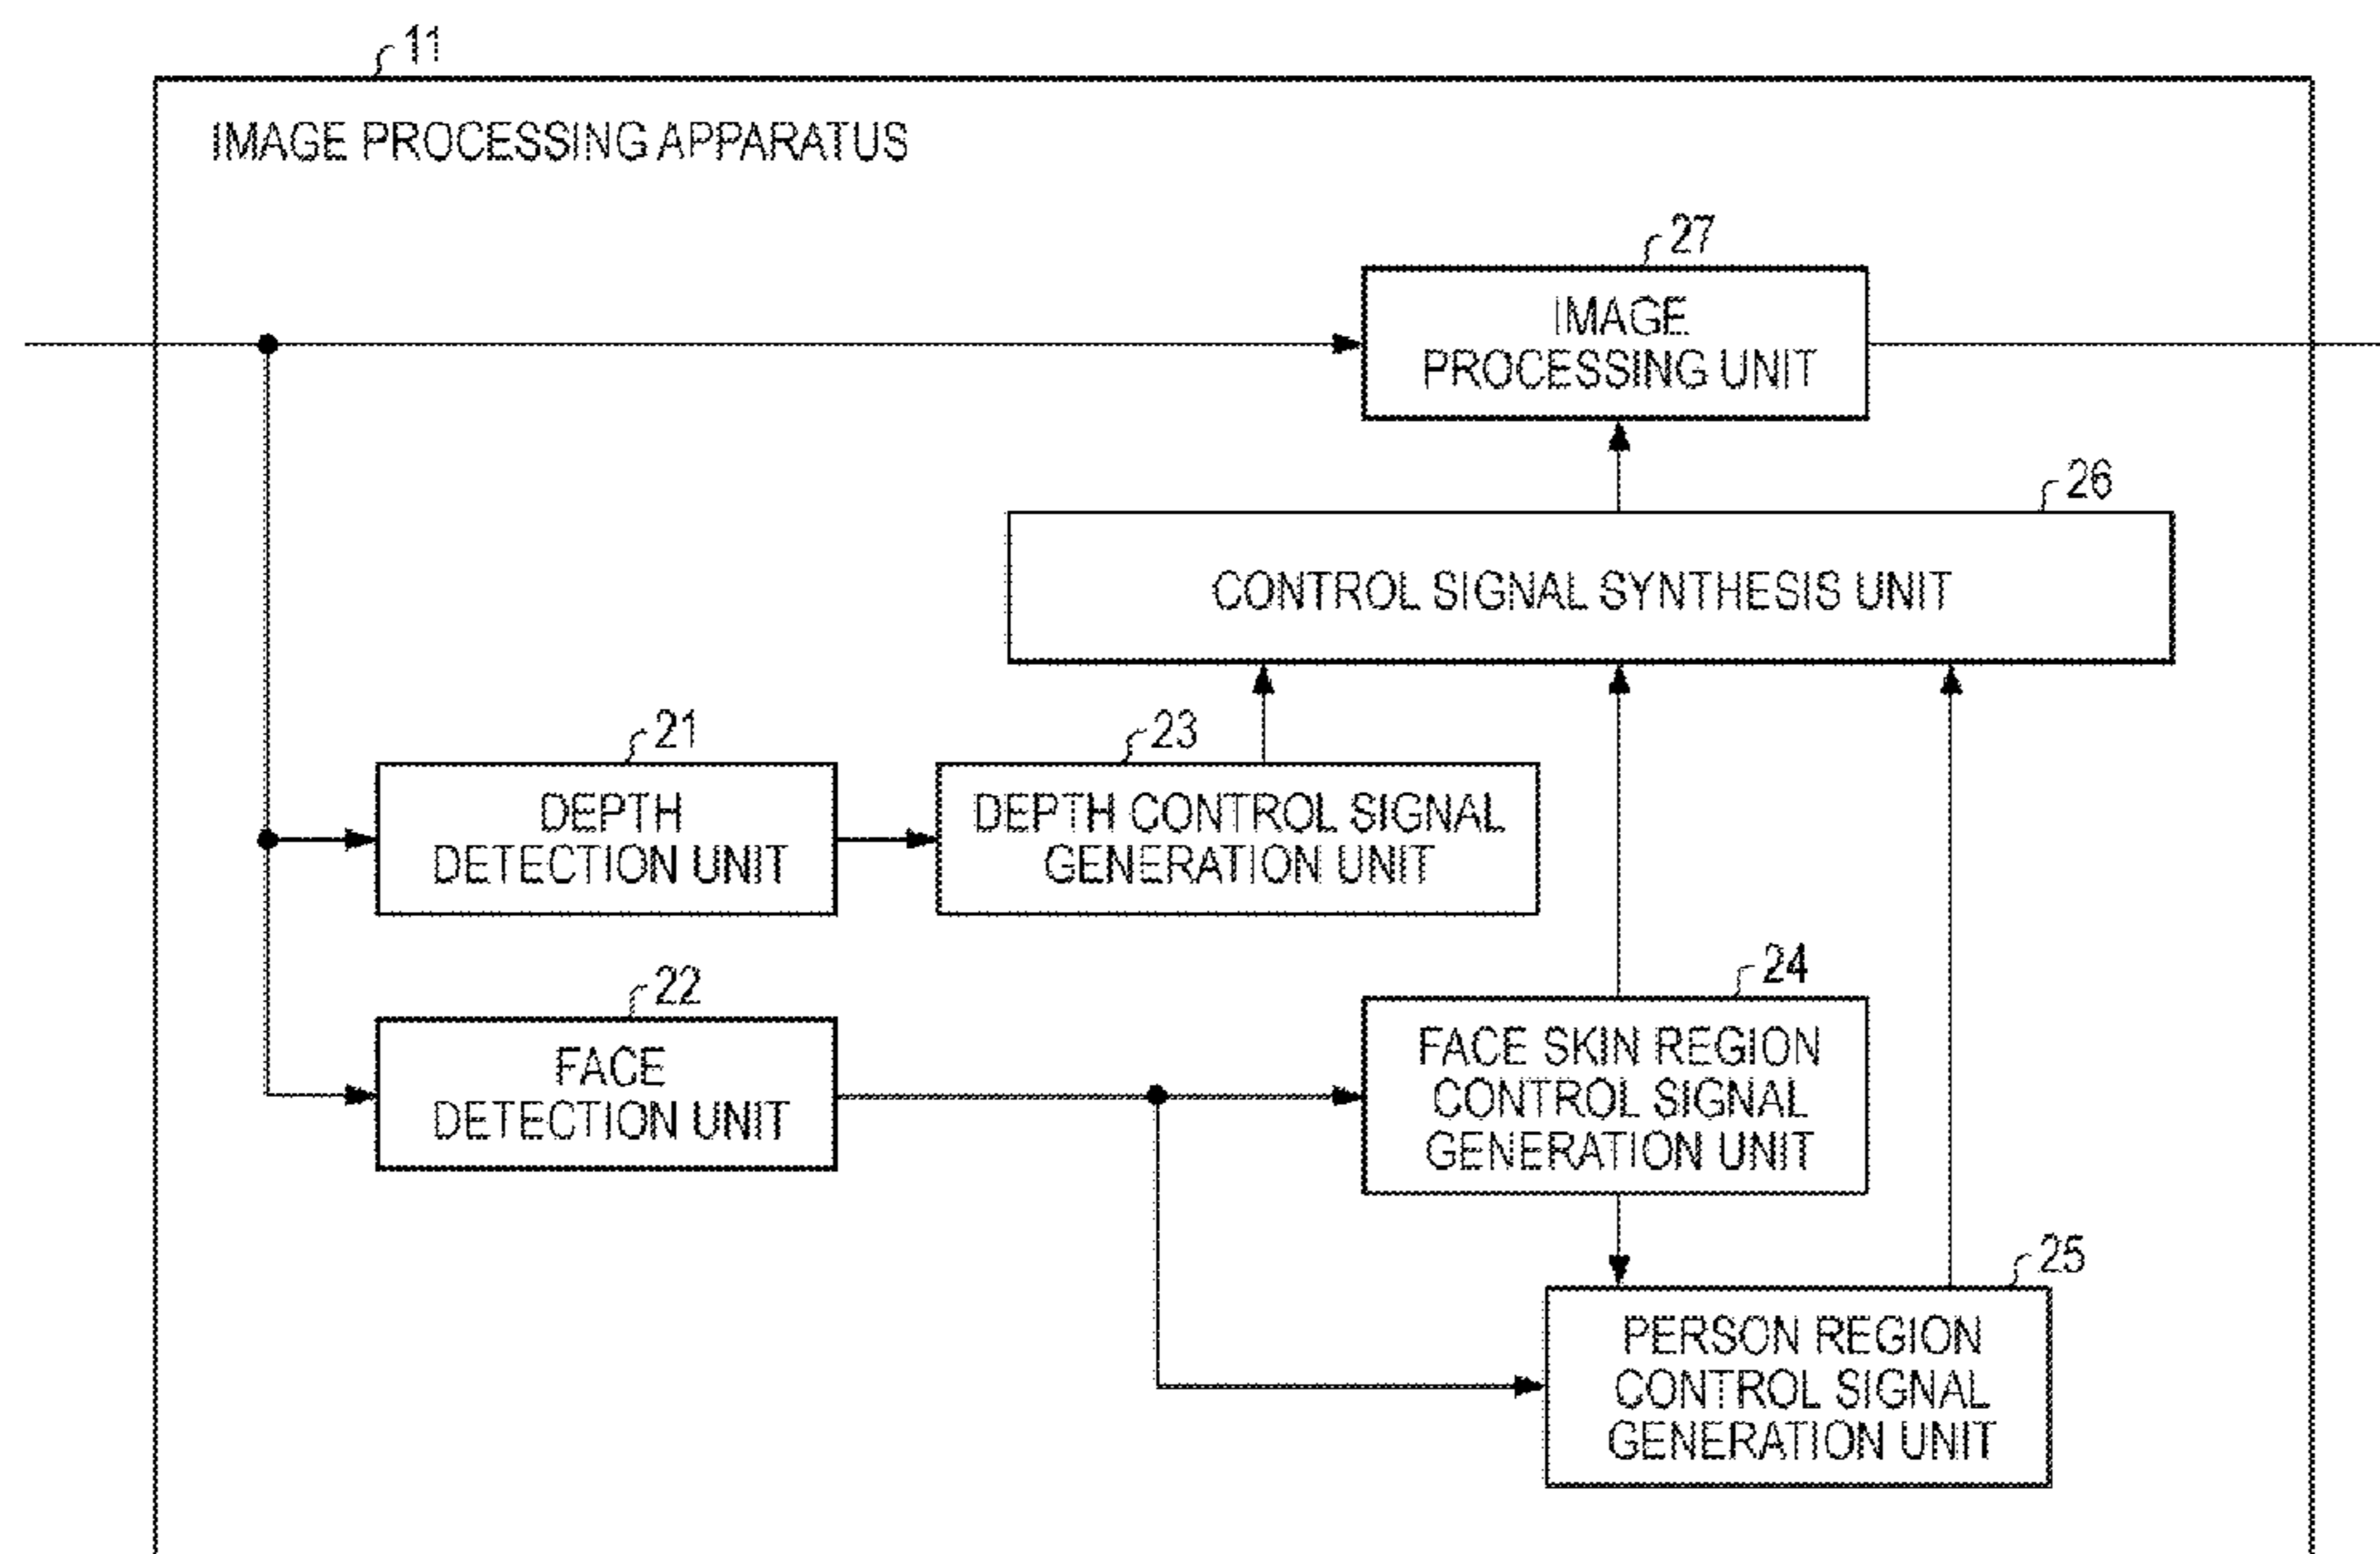 11
IMAGE PROCESSING APPARATUS
27
IMAGE
PROCESSING UNIT
26
CONTROL SIGNAL SYNTHESIS UNIT
21
DEPTH
DETECTION UNIT
23
DEPTH CONTROL SIGNAL
GENERATION UNIT
22
FACE
DETECTION UNIT
24
FACE SKIN REGION
CONTROL SIGNAL
GENERATION UNIT
25
PERSON REGION
CONTROL SIGNAL
GENERATION UNIT